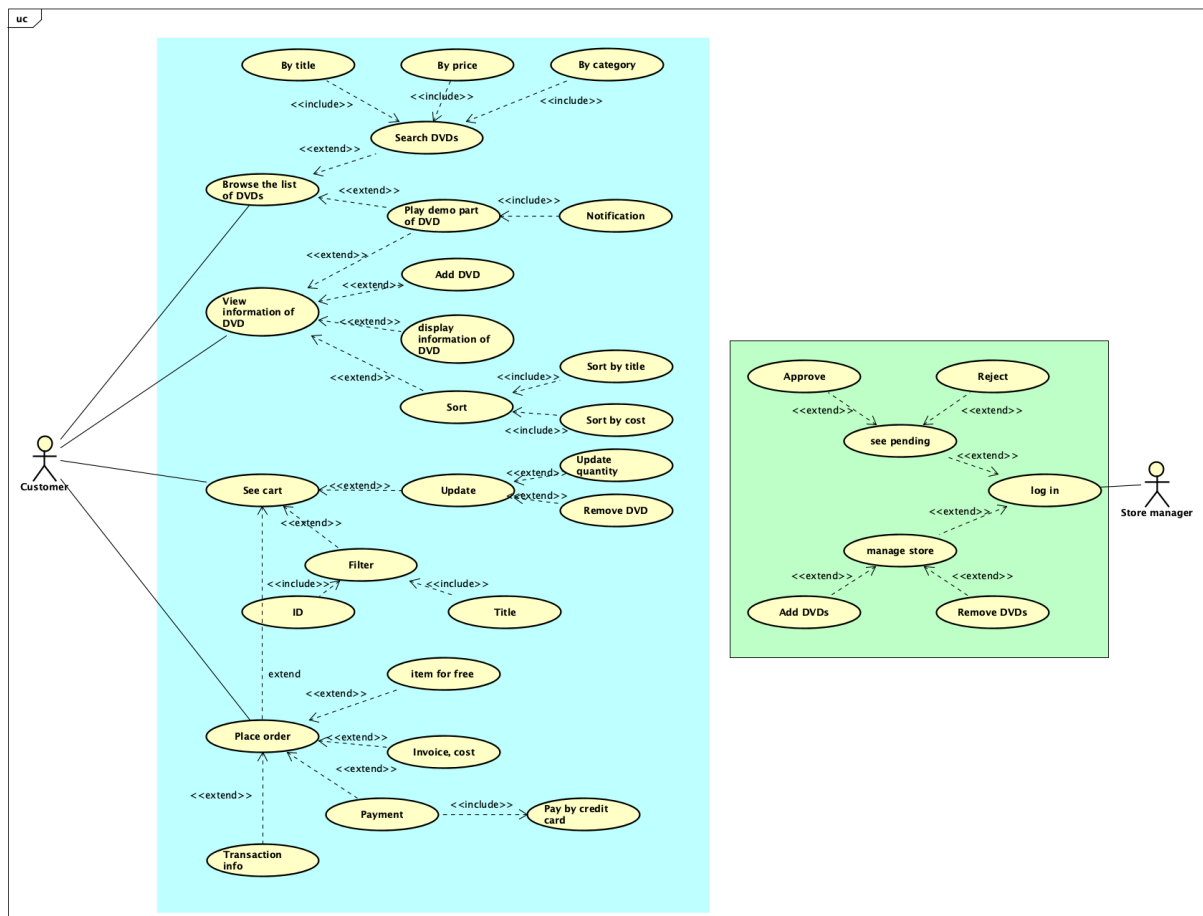 uc
By title
By price
By category
<<include>>
<<include>>
<<include>>
Search DVDs
<<extend>>
Browse the list
of DVDs
<<extend>>
Play demo part
of DVD
<<include>>
Notification
<<extend>>
Add DVD
<<extend>>
View
information of
DVD
<<extend>>
display
information of
DVD
<<extend>>
Sort
<<include>>
Sort by title
<<include>>
Sort by cost
Customer
See cart
<<extend>>
Update
<<extend>>
Update
quantity
<<extend>>
Remove DVD
<<extend>>
Filter
<<include>>
<<include>>
ID
Title
extend
item for free
<<extend>>
Place order
<<extend>>
Invoice, cost
<<extend>>
<<extend>>
Payment
<<include>>
Pay by credit
card
Transaction
info
Approve
Reject
<<extend>>
<<extend>>
see pending
<<extend>>
log in
Store manager
<<extend>>
manage store
<<extend>>
<<extend>>
Add DVDs
Remove DVDs